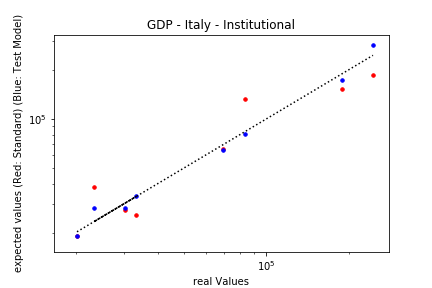 GDP - Italy - Institutional
expected values (Red: Standard) (Blue: Test Model)
10⁵
10⁵
real Values